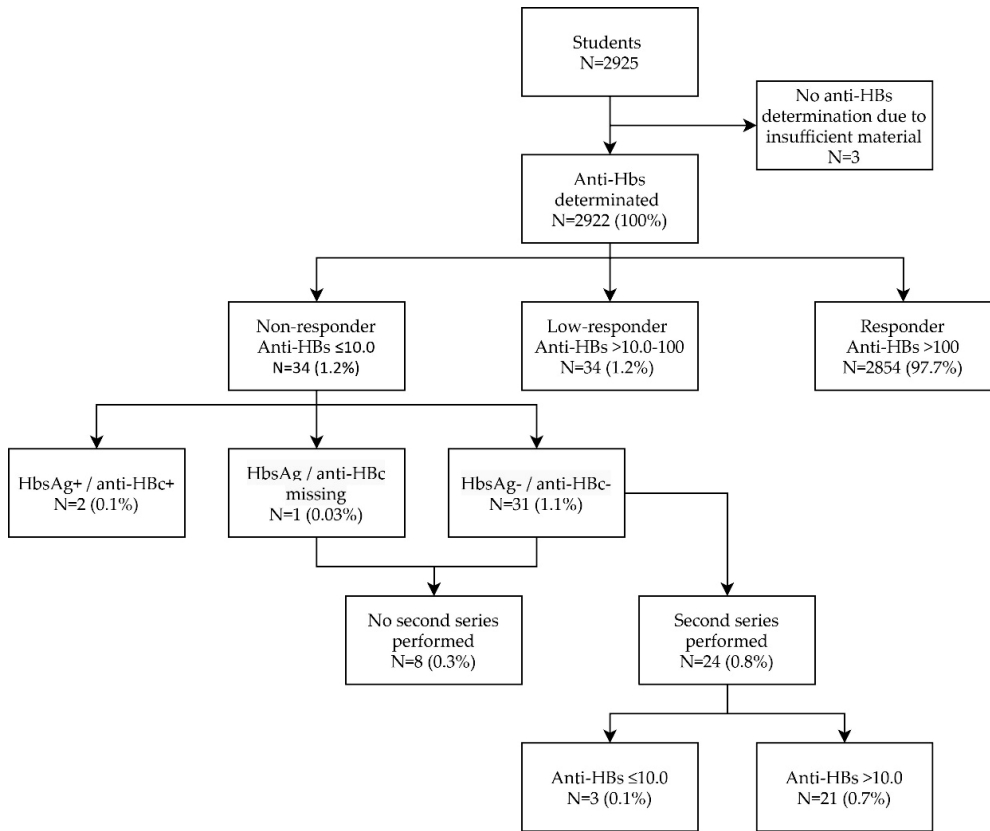 Students
N=2925
No anti-HBs
determination due to
insufficient material
N=3
Anti-Hbs
determinated
N=2922 (100%)
Non-responder
Anti-HBs ≤10.0
N=34 (1.2%)
Low-responder
Anti-HBs >10.0-100
N=34 (1.2%)
Responder
Anti-HBs >100
N=2854 (97.7%)
HbsAg+ / anti-HBc+
N=2 (0.1%)
HbsAg / anti-HBc
missing
N=1 (0.03%)
HbsAg- / anti-HBc-
N=31 (1.1%)
No second series
performed
N=8 (0.3%)
Second series
performed
N=24 (0.8%)
Anti-HBs ≤10.0
N=3 (0.1%)
Anti-HBs >10.0
N=21 (0.7%)